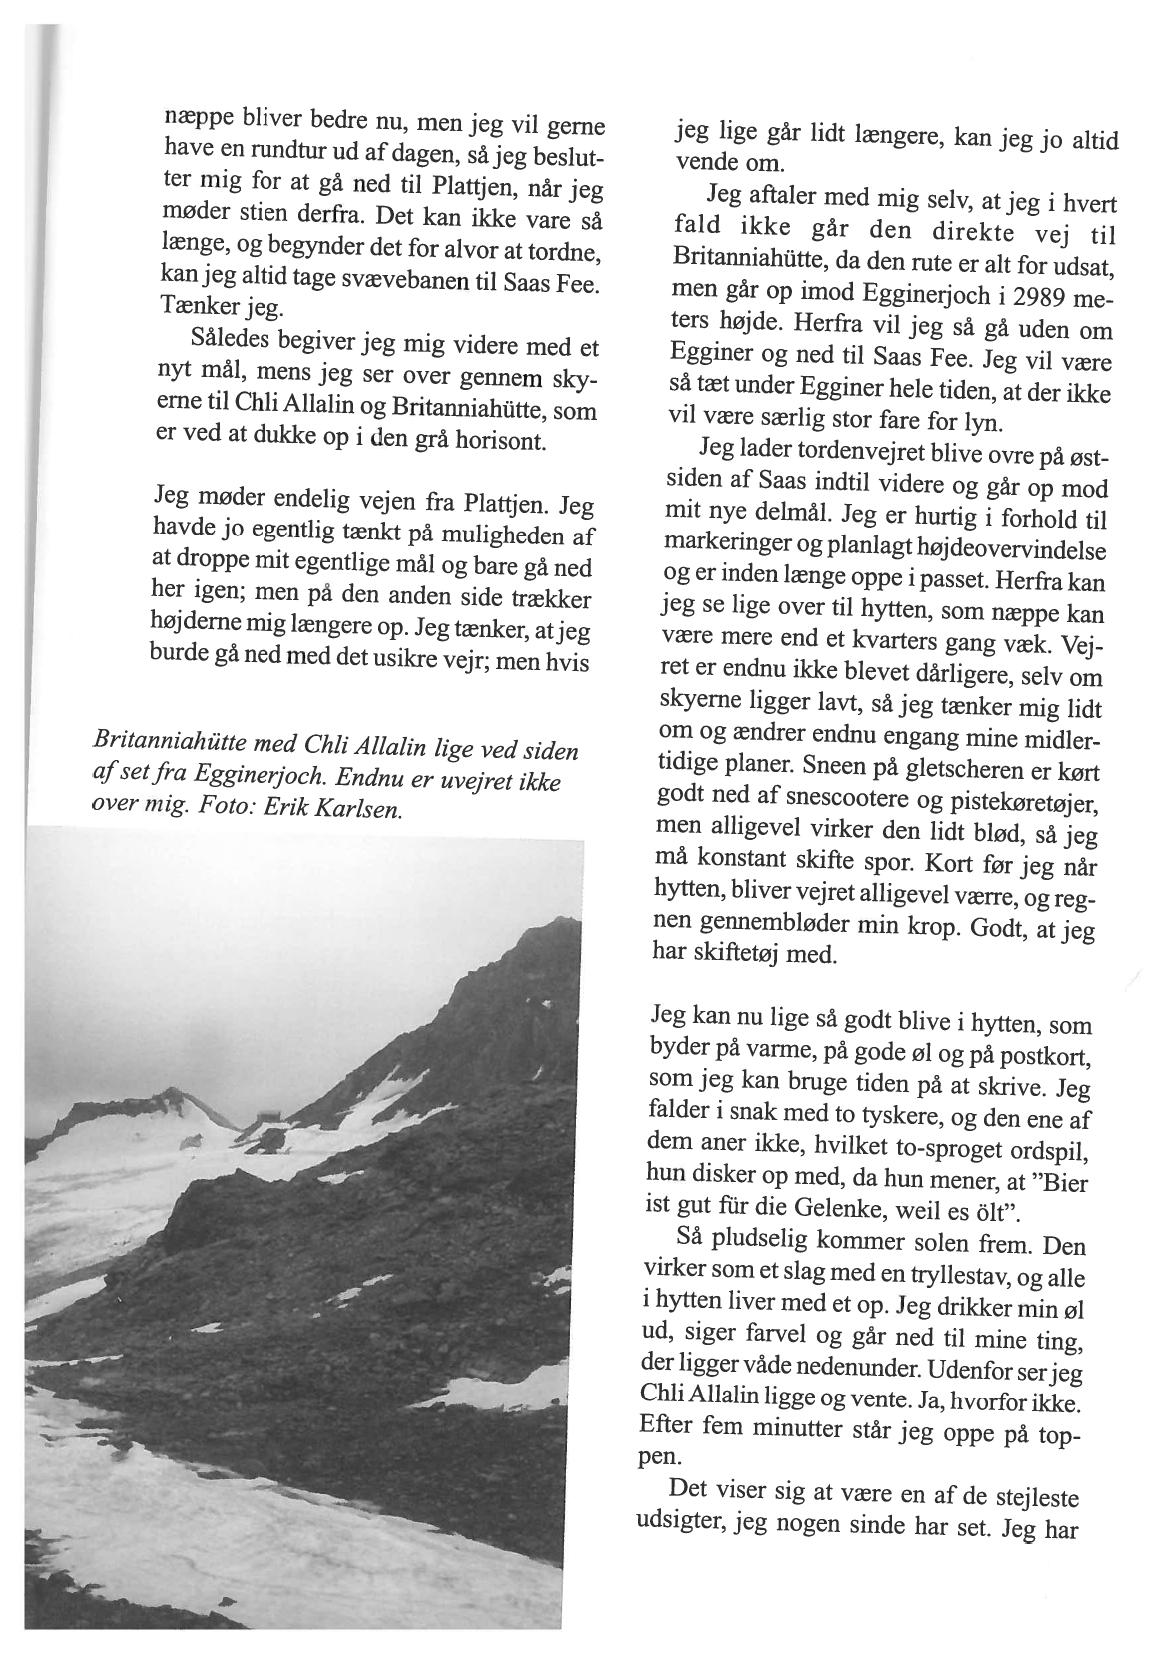 næppe bliver bedre nu, men jeg vil gerne
have en rundtur ud af dagen, så jeg beslut-
ter mig for at gå ned til Plattjen, når jeg
møder stien derfra. Det kan ikke vare så
længe, og begynder det for alvor at tordne,
kan jeg altid tage svævebanen til Saas Fee.
Tænker jeg.
Således begiver jeg mig videre med et
nyt mål, mens jeg ser over gennem sky-
erne til Chli Allalin og Britanniahütte, som
er ved at dukke op i den grå horisont.
Jeg møder endelig vejen fra Plattjen. Jeg
havde jo egentlig tænkt på muligheden af
at droppe mit egentlige mål og bare gå ned
her igen; men på den anden side trækker
højderne mig længere op. Jeg tænker, at jeg
burde gå ned med det usikre vejr; men hvis
Britanniahütte med Chli Allalin lige ved siden
af set fra Egginerjoch. Endnu er uvejret ikke
over mig. Foto: Erik Karlsen.
jeg lige går lidt længere, kan jeg jo altid
vende om.
Jeg aftaler med mig selv, at jeg i hvert
fald ikke går den direkte vej til
Britanniahütte, da den rute er alt for udsat,
men går op imod Egginerjoch i 2989 me-
ters højde. Herfra vil jeg så gå uden om
Egginer og ned til Saas Fee. Jeg vil være
så tæt under Egginer hele tiden, at der ikke
vil være særlig stor fare for lyn.
Jeg lader tordenvejret blive ovre på øst-
siden af Saas indtil videre og går op mod
mit nye delmål. Jeg er hurtig i forhold til
markeringer og planlagt højdeovervindelse
og er inden længe oppe i passet. Herfra kan
jeg se lige over til hytten, som næppe kan
være mere end et kvarters gang væk. Vej-
ret er endnu ikke blevet dårligere, selv om
skyerne ligger lavt, så jeg tænker mig lidt
om og ændrer endnu engang mine midler-
tidige planer. Sneen på gletscheren er kørt
godt ned af snescootere og pistekøretøjer,
men alligevel virker den lidt blød, så jeg
må konstant skifte spor. Kort før jeg når
hytten, bliver vejret alligevel værre, og reg-
nen gennembløder min krop. Godt, at jeg
har skiftetøj med.
Jeg kan nu lige så godt blive i hytten, som
byder på varme, på gode øl og på postkort,
som jeg kan bruge tiden på at skrive. Jeg
falder i snak med to tyskere, og den ene af
dem aner ikke, hvilket to-sproget ordspil,
hun disker op med, da hun mener, at ”Bier
ist gut für die Gelenke, weil es ölt”.
Så pludselig kommer solen frem. Den
virker som et slag med en tryllestav, og alle
i hytten liver med et op. Jeg drikker min øl
ud, siger farvel og går ned til mine ting,
der ligger våde nedenunder. Udenfor ser jeg
Chli Allalin ligge og vente. Ja, hvorfor ikke.
Efter fem minutter står jeg oppe på top-
pen.
Det viser sig at være en af de stejleste
udsigter, jeg nogen sinde har set. Jeg har